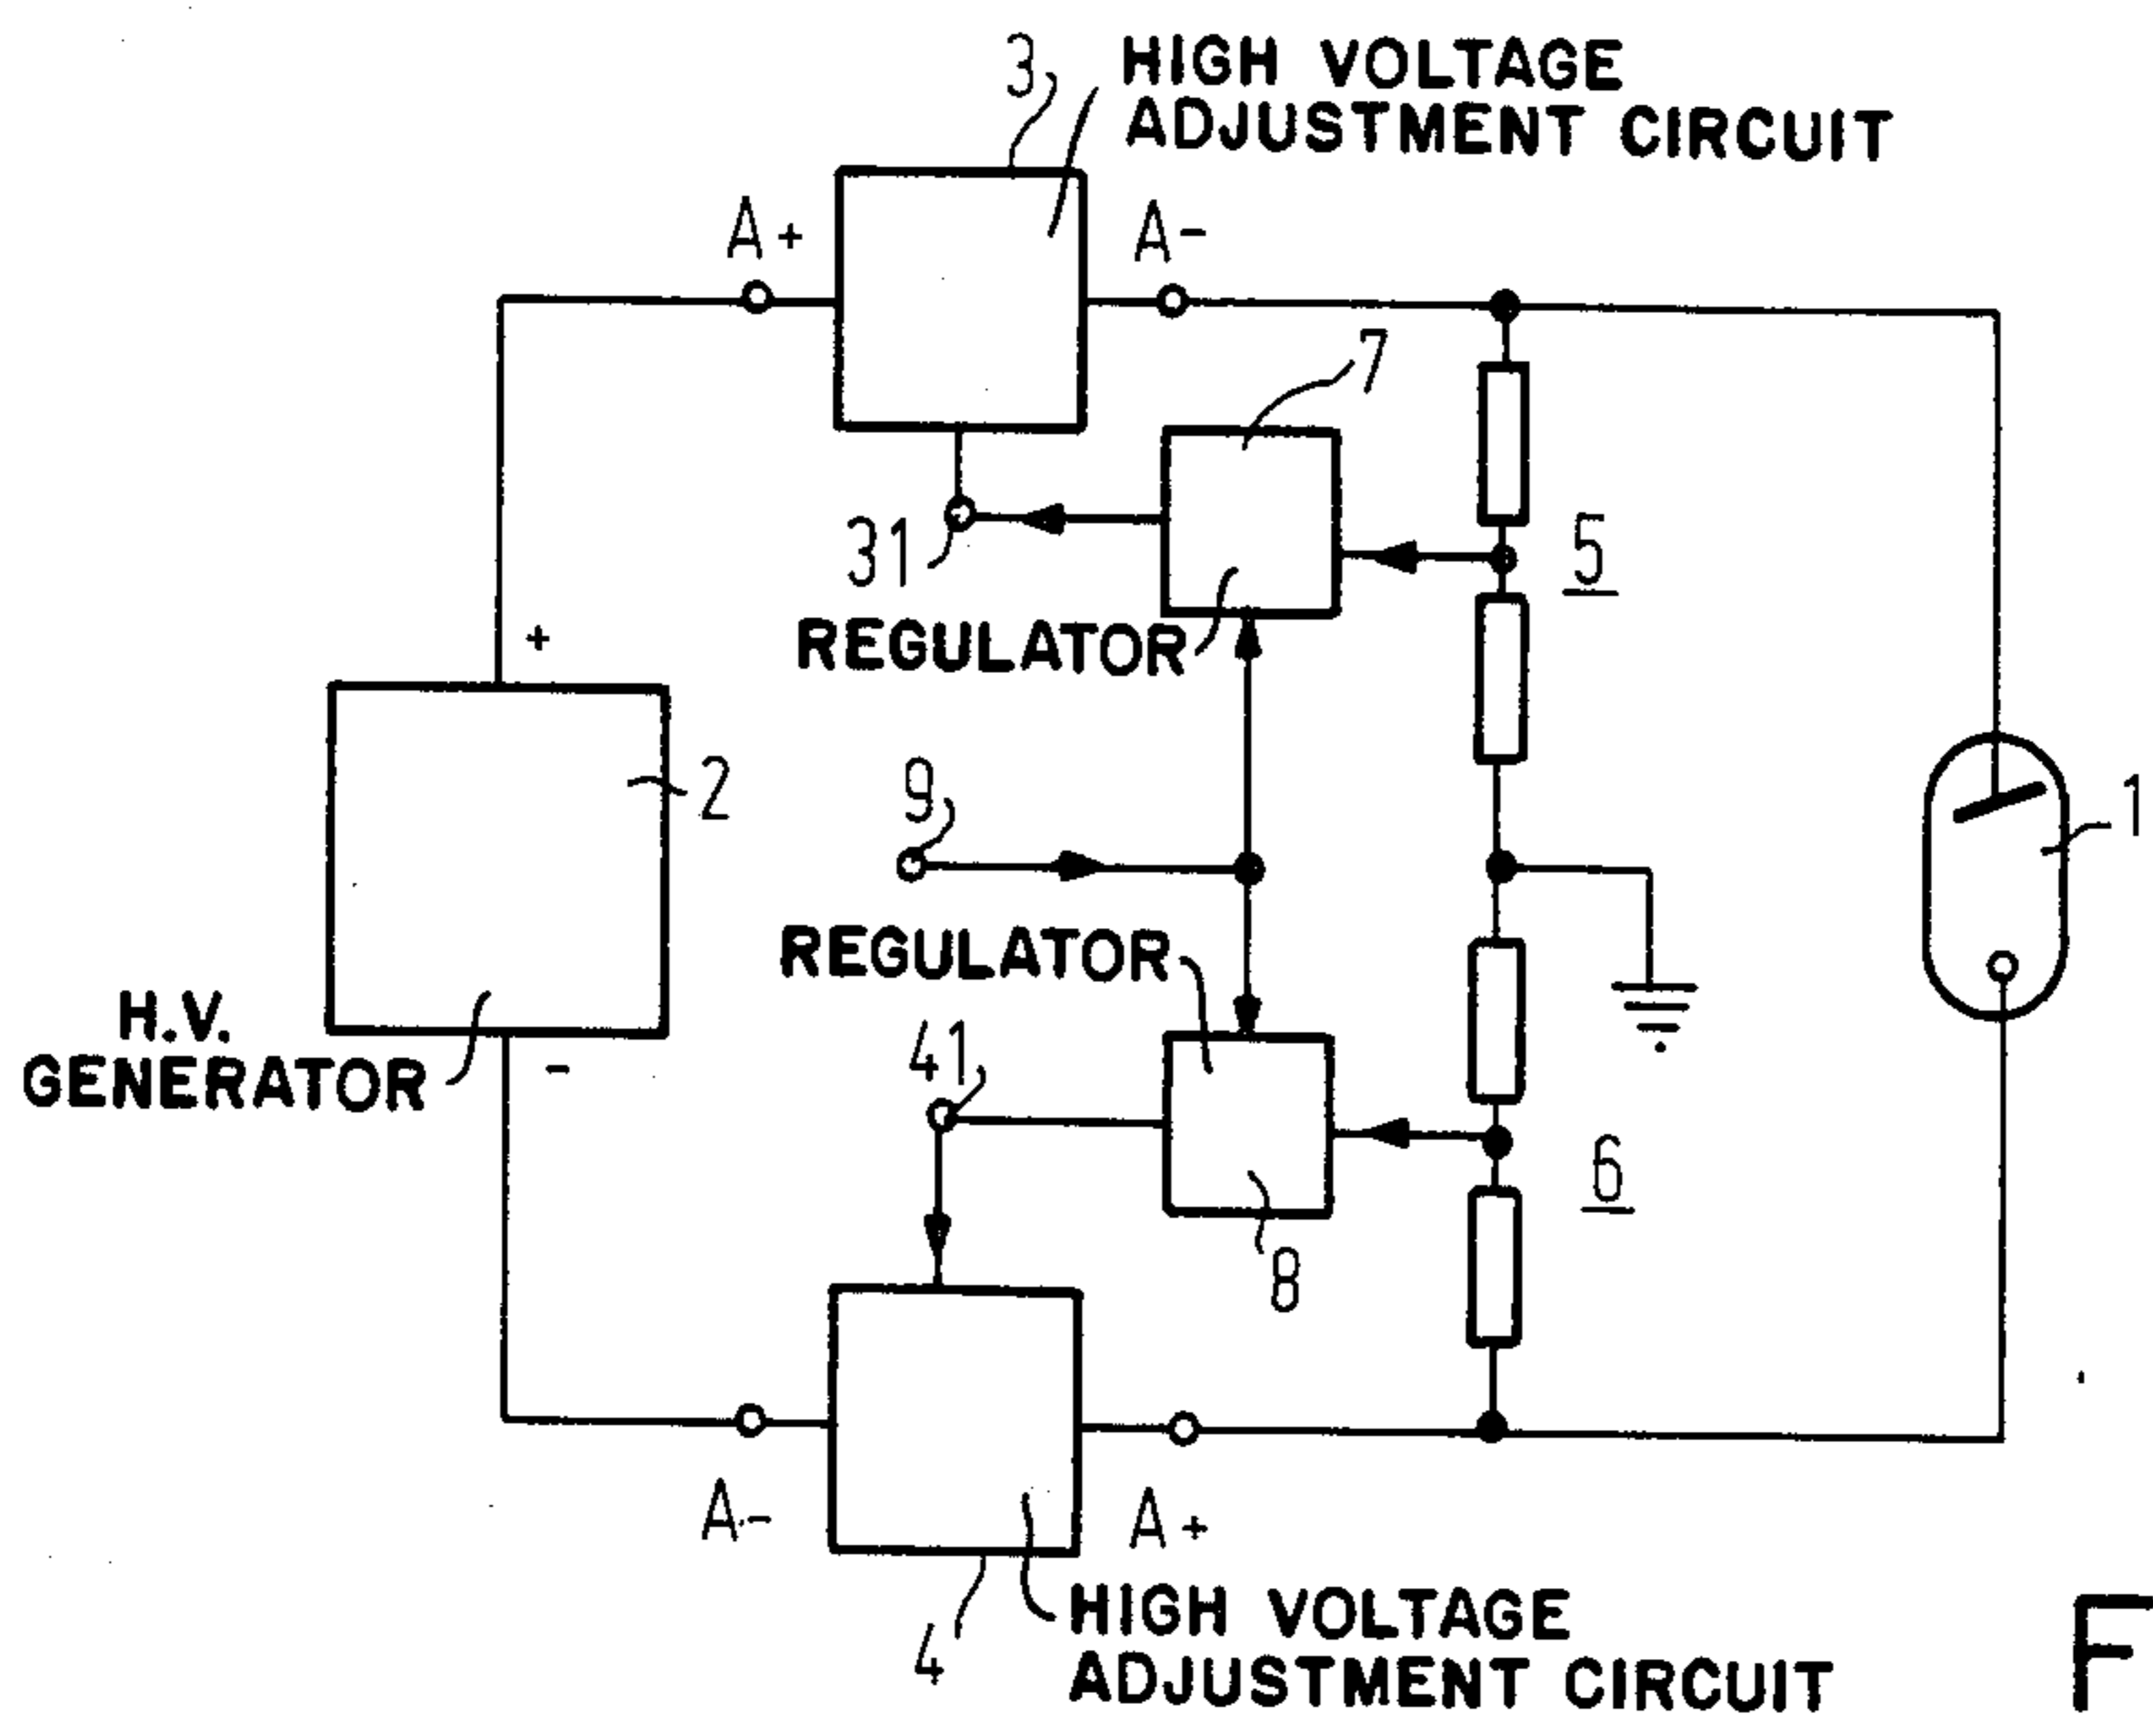 3
HIGH VOLTAGE
ADJUSTMENT CIRCUIT
A+
A-
7
31
5
REGULATOR
+
2
9
1
REGULATOR
H.V.
GENERATOR
-
41
6
8
A-
A+
4
HIGH VOLTAGE
ADJUSTMENT CIRCUIT
F